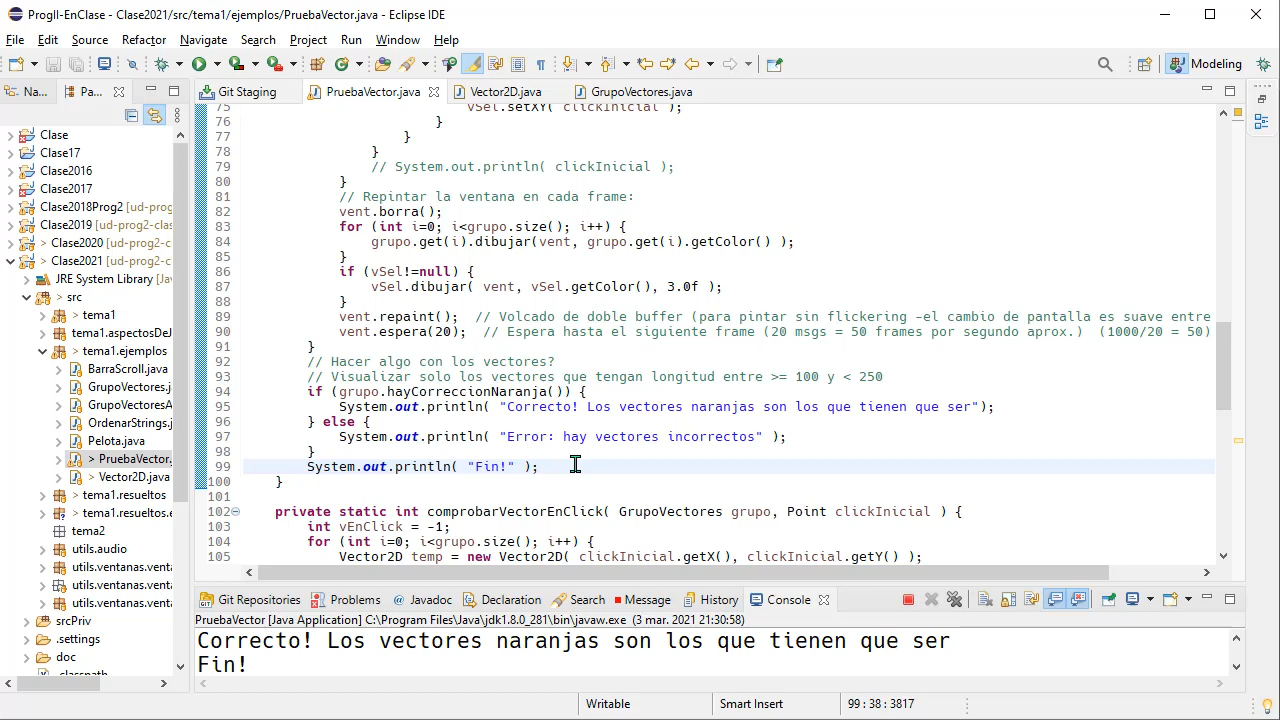 ProgII-EnClase - Clase2021/src/tema1/ejemplos/PruebaVector.java - Eclipse IDE
File Edit Source Refactor Navigate Search Project Run Window Help
Modeling
Na... Pa...
Git Staging PruebaVector.java Vector2D.java GrupoVectores.java
Clase
Clase17
Clase2016
Clase2017
Clase2018Prog2 [ud-prog
Clase2019 [ud-prog2-clas
> Clase2020 [ud-prog2-c
> Clase2021 [ud-prog2-c
JRE System Library [Ja
> src
> tema1
tema1.aspectosDeJ
> tema1.ejemplos
BarraScroll.java
> GrupoVectores.j
GrupoVectoresA
OrdenarStrings.j
Pelota.java
> PruebaVector.
> Vector2D.java
> tema1.resueltos
> tema1.resueltos.e
tema2
utils.audio
utils.ventanas.venta
utils.ventanas.venta
utils.ventanas.venta
srcPriv
> .settings
doc
.classpath
75 vSel.setXY( clickInicial );
76 }
77 }
78 }
79 // System.out.println( clickInicial );
80 }
81 // Repintar la ventana en cada frame:
82 vent.borra();
83 for (int i=0; i<grupo.size(); i++) {
84 grupo.get(i).dibujar(vent, grupo.get(i).getColor() );
85 }
86 if (vSel!=null) {
87 vSel.dibujar( vent, vSel.getColor(), 3.0f );
88 }
89 vent.repaint(); // Volcado de doble buffer (para pintar sin flickering -el cambio de pantalla es suave entre
90 vent.espera(20); // Espera hasta el siguiente frame (20 msgs = 50 frames por segundo aprox.) (1000/20 = 50)
91 }
92 // Hacer algo con los vectores?
93 // Visualizar solo los vectores que tengan longitud entre >= 100 y < 250
94 if (grupo.hayCorreccionNaranja()) {
95 System.out.println( "Correcto! Los vectores naranjas son los que tienen que ser");
96 } else {
97 System.out.println( "Error: hay vectores incorrectos" );
98 }
99 System.out.println( "Fin!" );
100 }
101
102 private static int comprobarVectorEnClick( GrupoVectores grupo, Point clickInicial ) {
103 int vEnClick = -1;
104 for (int i=0; i<grupo.size(); i++) {
105 Vector2D temp = new Vector2D( clickInicial.getX(), clickInicial.getY() );
Git Repositories Problems Javadoc Declaration Search Message History Console
PruebaVector [Java Application] C:\Program Files\Java\jdk1.8.0_281\bin\javaw.exe (3 mar. 2021 21:30:58)
Correcto! Los vectores naranjas son los que tienen que ser
Fin!
Writable Smart Insert 99 : 38 : 3817